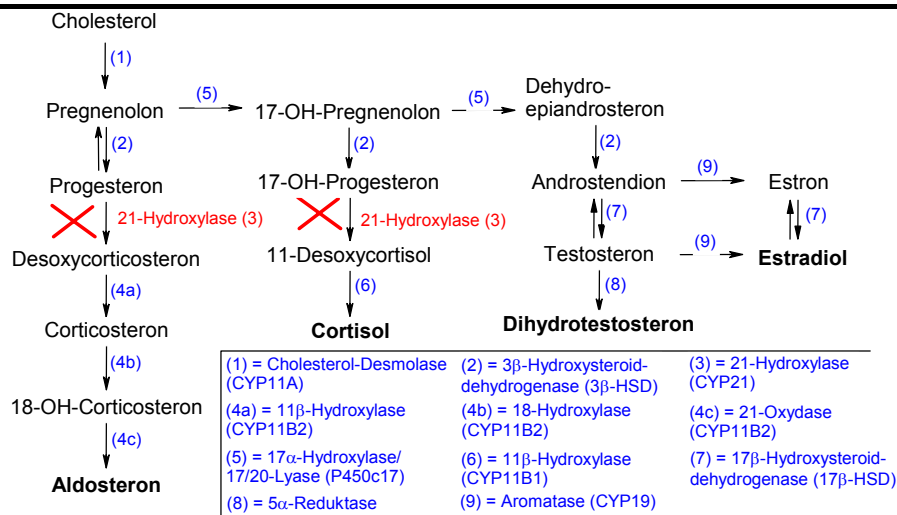 Cholesterol
(1)
Dehydro-
epiandrosteron
Pregnenolon
(5)
17-OH-Pregnenolon
(5)
(2)
(2)
(2)
Progesteron
17-OH-Progesteron
Androstendion
(9)
Estron
21-Hydroxylase (3)
21-Hydroxylase (3)
(7)
(7)
Desoxycorticosteron
11-Desoxycortisol
Testosteron
(9)
Estradiol
(4a)
(6)
(8)
Corticosteron
Cortisol
Dihydrotestosteron
(4b)
18-OH-Corticosteron
(4c)
Aldosteron
(1) = Cholesterol-Desmolase
(CYP11A)
(2) = 3β-Hydroxysteroid-
dehydrogenase (3β-HSD)
(3) = 21-Hydroxylase
(CYP21)
(4a) = 11β-Hydroxylase
(CYP11B2)
(4b) = 18-Hydroxylase
(CYP11B2)
(4c) = 21-Oxydase
(CYP11B2)
(5) = 17α-Hydroxylase/
17/20-Lyase (P450c17)
(6) = 11β-Hydroxylase
(CYP11B1)
(7) = 17β-Hydroxysteroid-
dehydrogenase (17β-HSD)
(8) = 5α-Reduktase
(9) = Aromatase (CYP19)